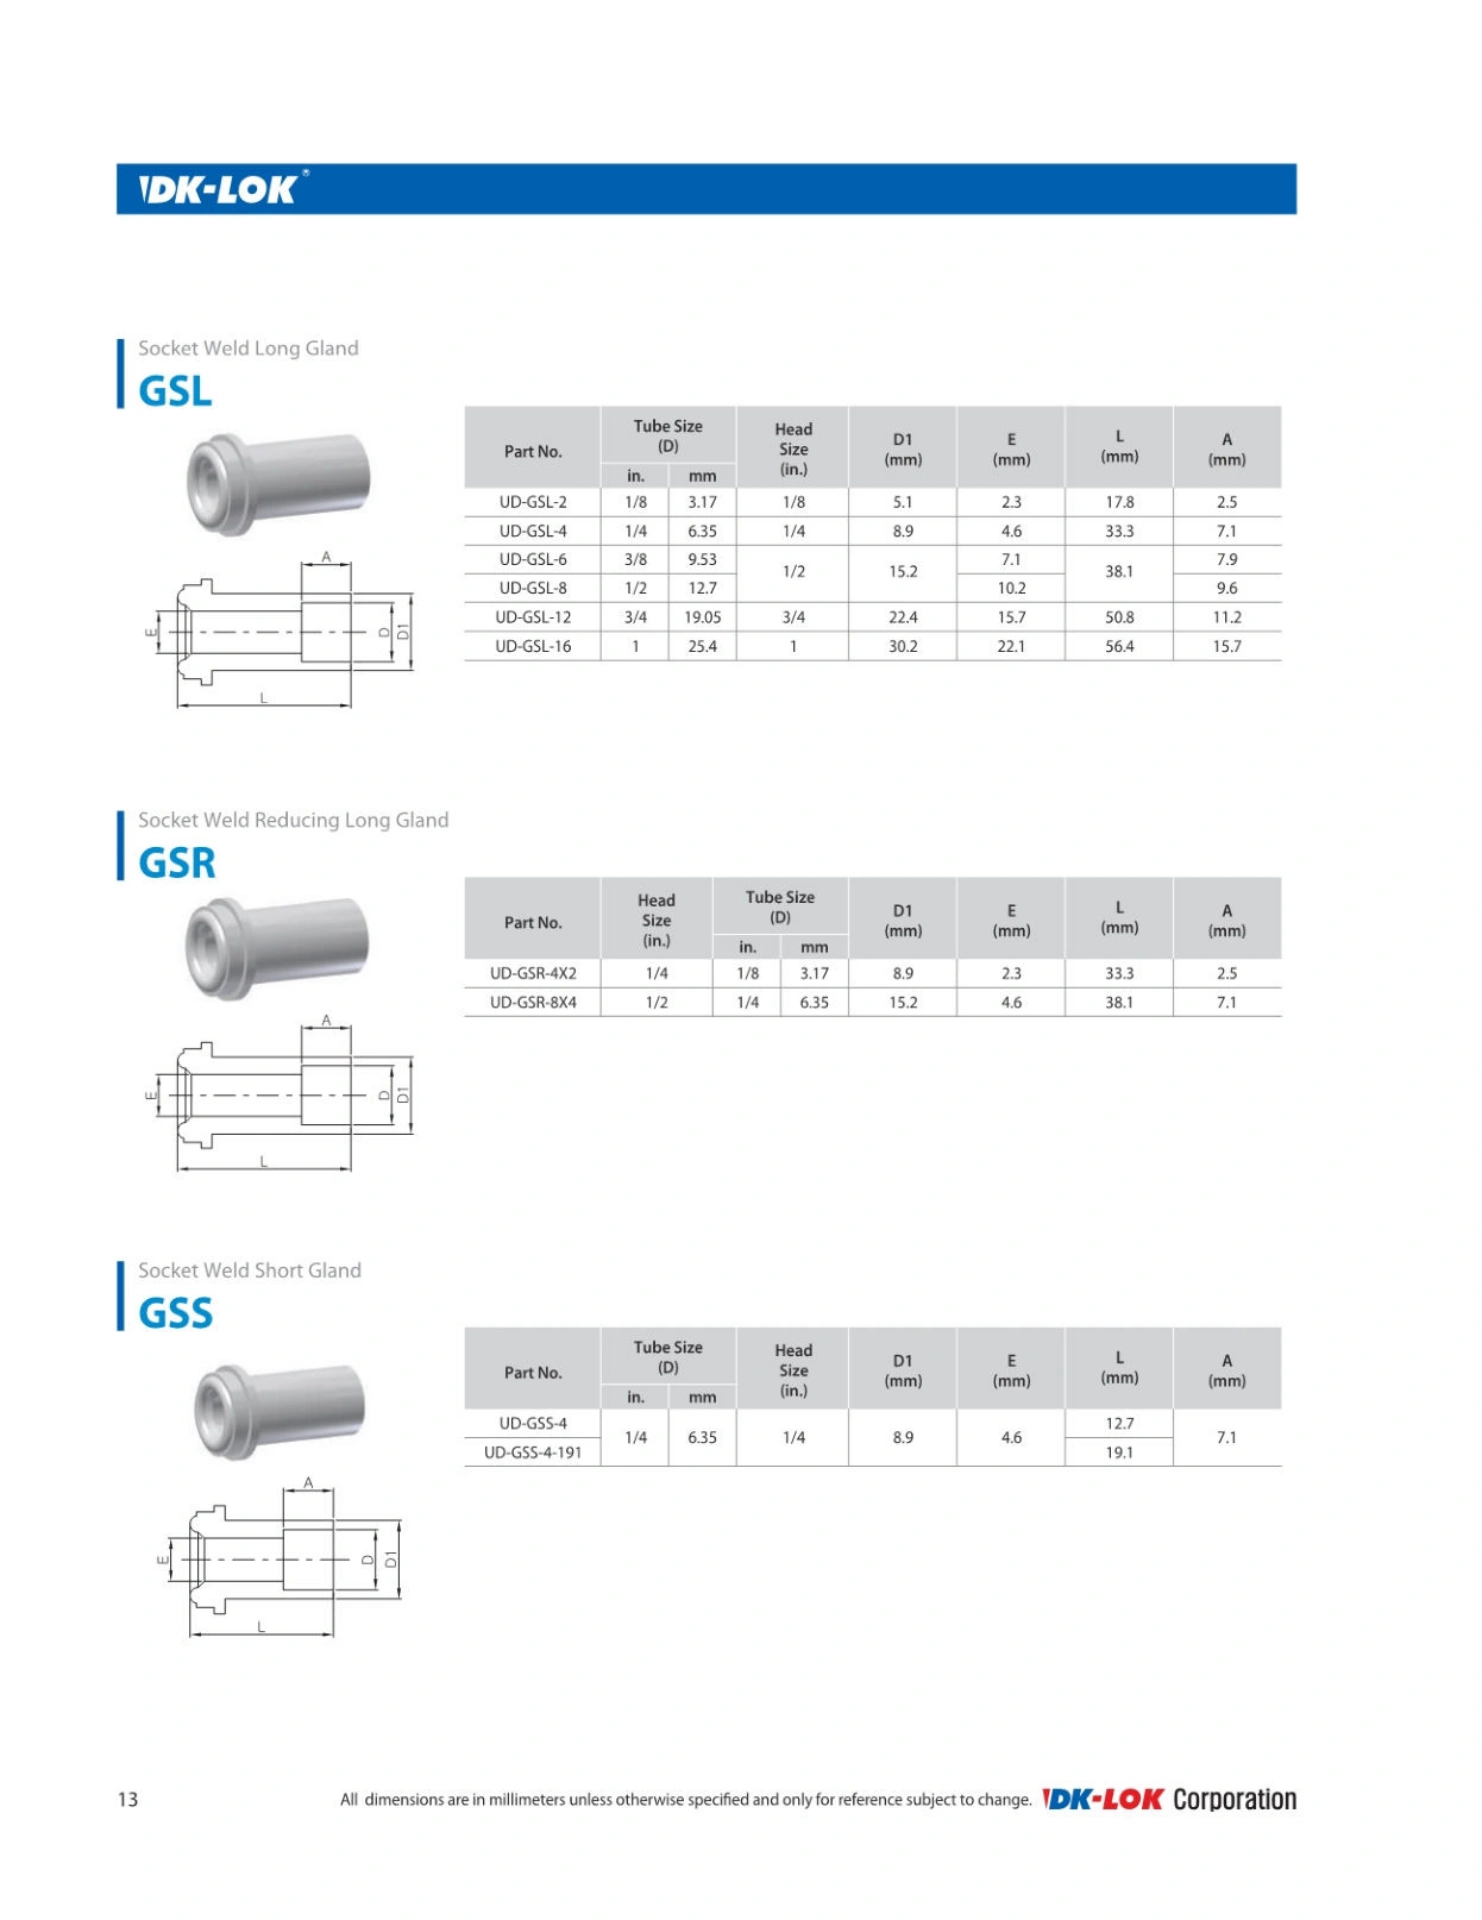 DK-LOK®
Socket Weld Long Gland
GSL
Part No. Tube Size (D) Head Size (in.) D1 (mm) E (mm) L (mm) A (mm)
in. mm
UD-GSL-2 1/8 3.17 1/8 5.1 2.3 17.8 2.5
UD-GSL-4 1/4 6.35 1/4 8.9 4.6 33.3 7.1
UD-GSL-6 3/8 9.53 1/2 15.2 7.1 38.1 7.9
UD-GSL-8 1/2 12.7 10.2 9.6
UD-GSL-12 3/4 19.05 3/4 22.4 15.7 50.8 11.2
UD-GSL-16 1 25.4 1 30.2 22.1 56.4 15.7
A
E D D1
L
Socket Weld Reducing Long Gland
GSR
Part No. Head Size (in.) Tube Size (D) D1 (mm) E (mm) L (mm) A (mm)
in. mm
UD-GSR-4X2 1/4 1/8 3.17 8.9 2.3 33.3 2.5
UD-GSR-8X4 1/2 1/4 6.35 15.2 4.6 38.1 7.1
A
E D D1
L
Socket Weld Short Gland
GSS
Part No. Tube Size (D) Head Size (in.) D1 (mm) E (mm) L (mm) A (mm)
in. mm
UD-GSS-4 1/4 6.35 1/4 8.9 4.6 12.7 7.1
UD-GSS-4-191 19.1
A
E D D1
L
13 All dimensions are in millimeters unless otherwise specified and only for reference subject to change. DK-LOK Corporation